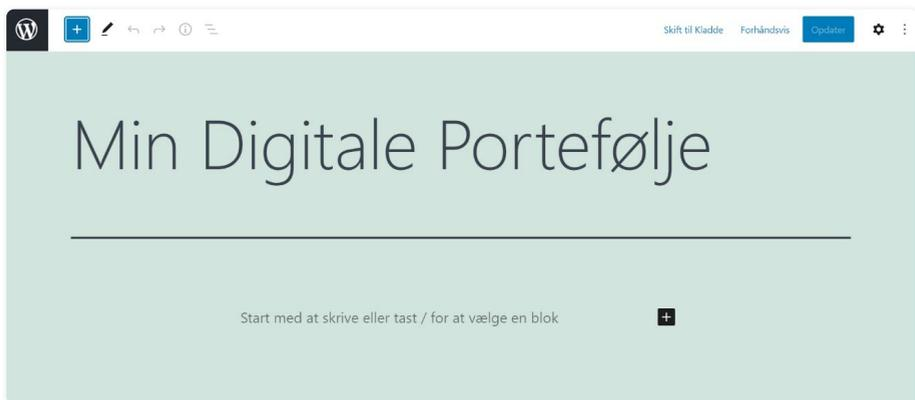 Skift til Kladde Forhåndsvis Opdater
Min Digitale Portefølje
Start med at skrive eller tast / for at vælge en blok